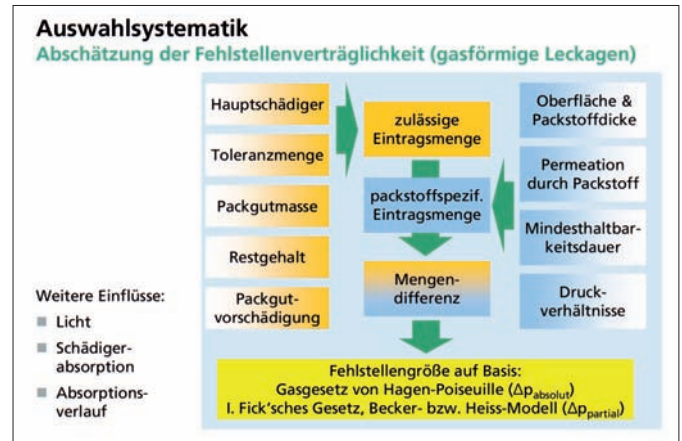 Auswahlsystematik
Abschätzung der Fehlstellenverträglichkeit (gasförmige Leckagen)
Hauptschädiger
Toleranzmenge
Packgutmasse
Restgehalt
Packgut-
vorschädigung
zulässige
Eintragsmenge
packstoffspezif.
Eintragsmenge
Mengen-
differenz
Oberfläche &
Packstoffdicke
Permeation
durch Packstoff
Mindesthaltbar-
keitsdauer
Druck-
verhältnisse
Weitere Einflüsse:
Licht
Schädiger-
absorption
Absorptions-
verlauf
Fehlstellengröße auf Basis:
Gasgesetz von Hagen-Poiseuille (Δpabsolut)
I. Fick'sches Gesetz, Becker- bzw. Heiss-Modell (Δppartial)